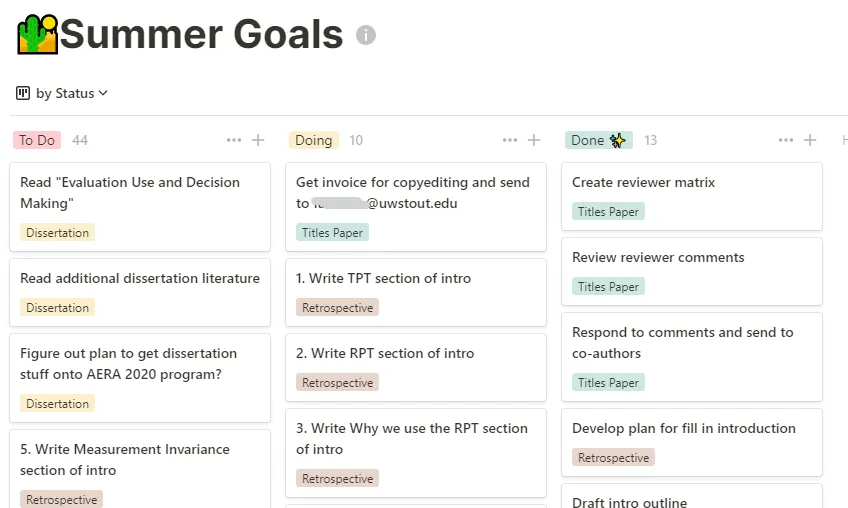 Summer Goals
by Status
To Do 44
Read "Evaluation Use and Decision
Making"
Dissertation
Read additional dissertation literature
Dissertation
Figure out plan to get dissertation
stuff onto AERA 2020 program?
Dissertation
5. Write Measurement Invariance
section of intro
Retrospective
Doing 10
Get invoice for copyediting and send
to @uwstout.edu
Titles Paper
1. Write TPT section of intro
Retrospective
2. Write RPT section of intro
Retrospective
3. Write Why we use the RPT section
of intro
Retrospective
Done 13
Create reviewer matrix
Titles Paper
Review reviewer comments
Titles Paper
Respond to comments and send to
co-authors
Titles Paper
Develop plan for fill in introduction
Retrospective
Draft intro outline